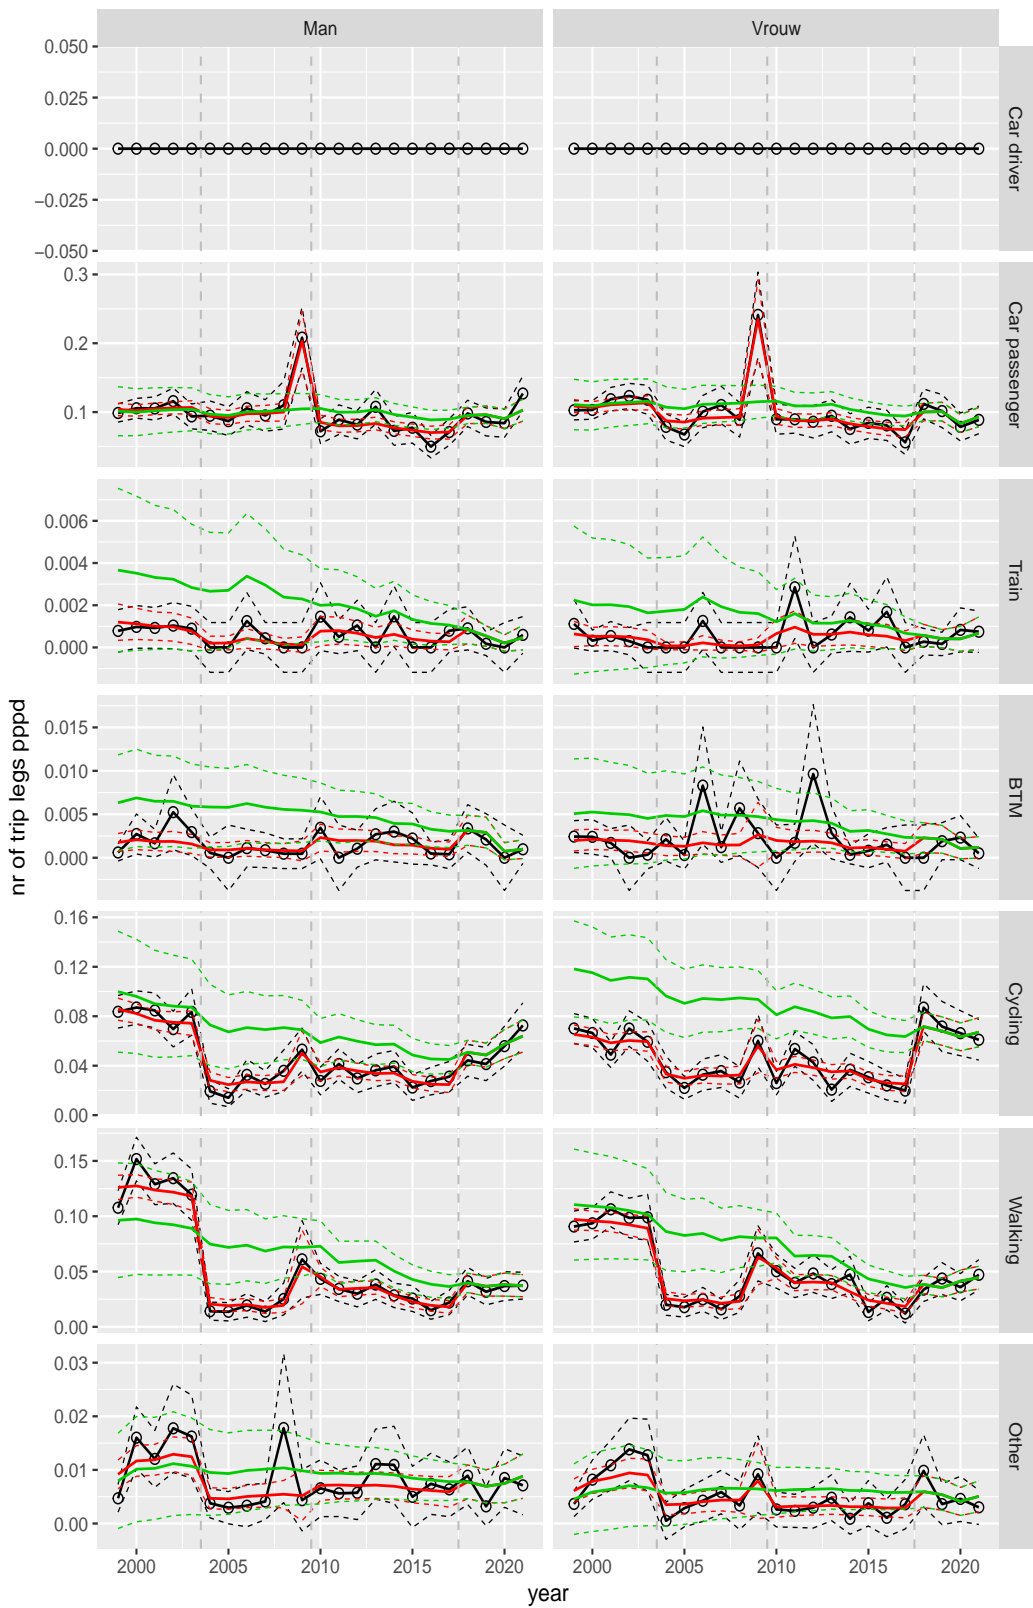 Man Vrouw
0.050
0.025
0.000
−0.025
−0.050
Car driver
0.3
0.2
0.1
Car passenger
0.006
0.004
0.002
0.000
Train
0.015
0.010
0.005
0.000
BTM
0.16
0.12
0.08
0.04
0.00
Cycling
0.15
0.10
0.05
0.00
Walking
0.03
0.02
0.01
0.00
Other
2000 2005 2010 2015 2020 2000 2005 2010 2015 2020
year
nr of trip legs pppd